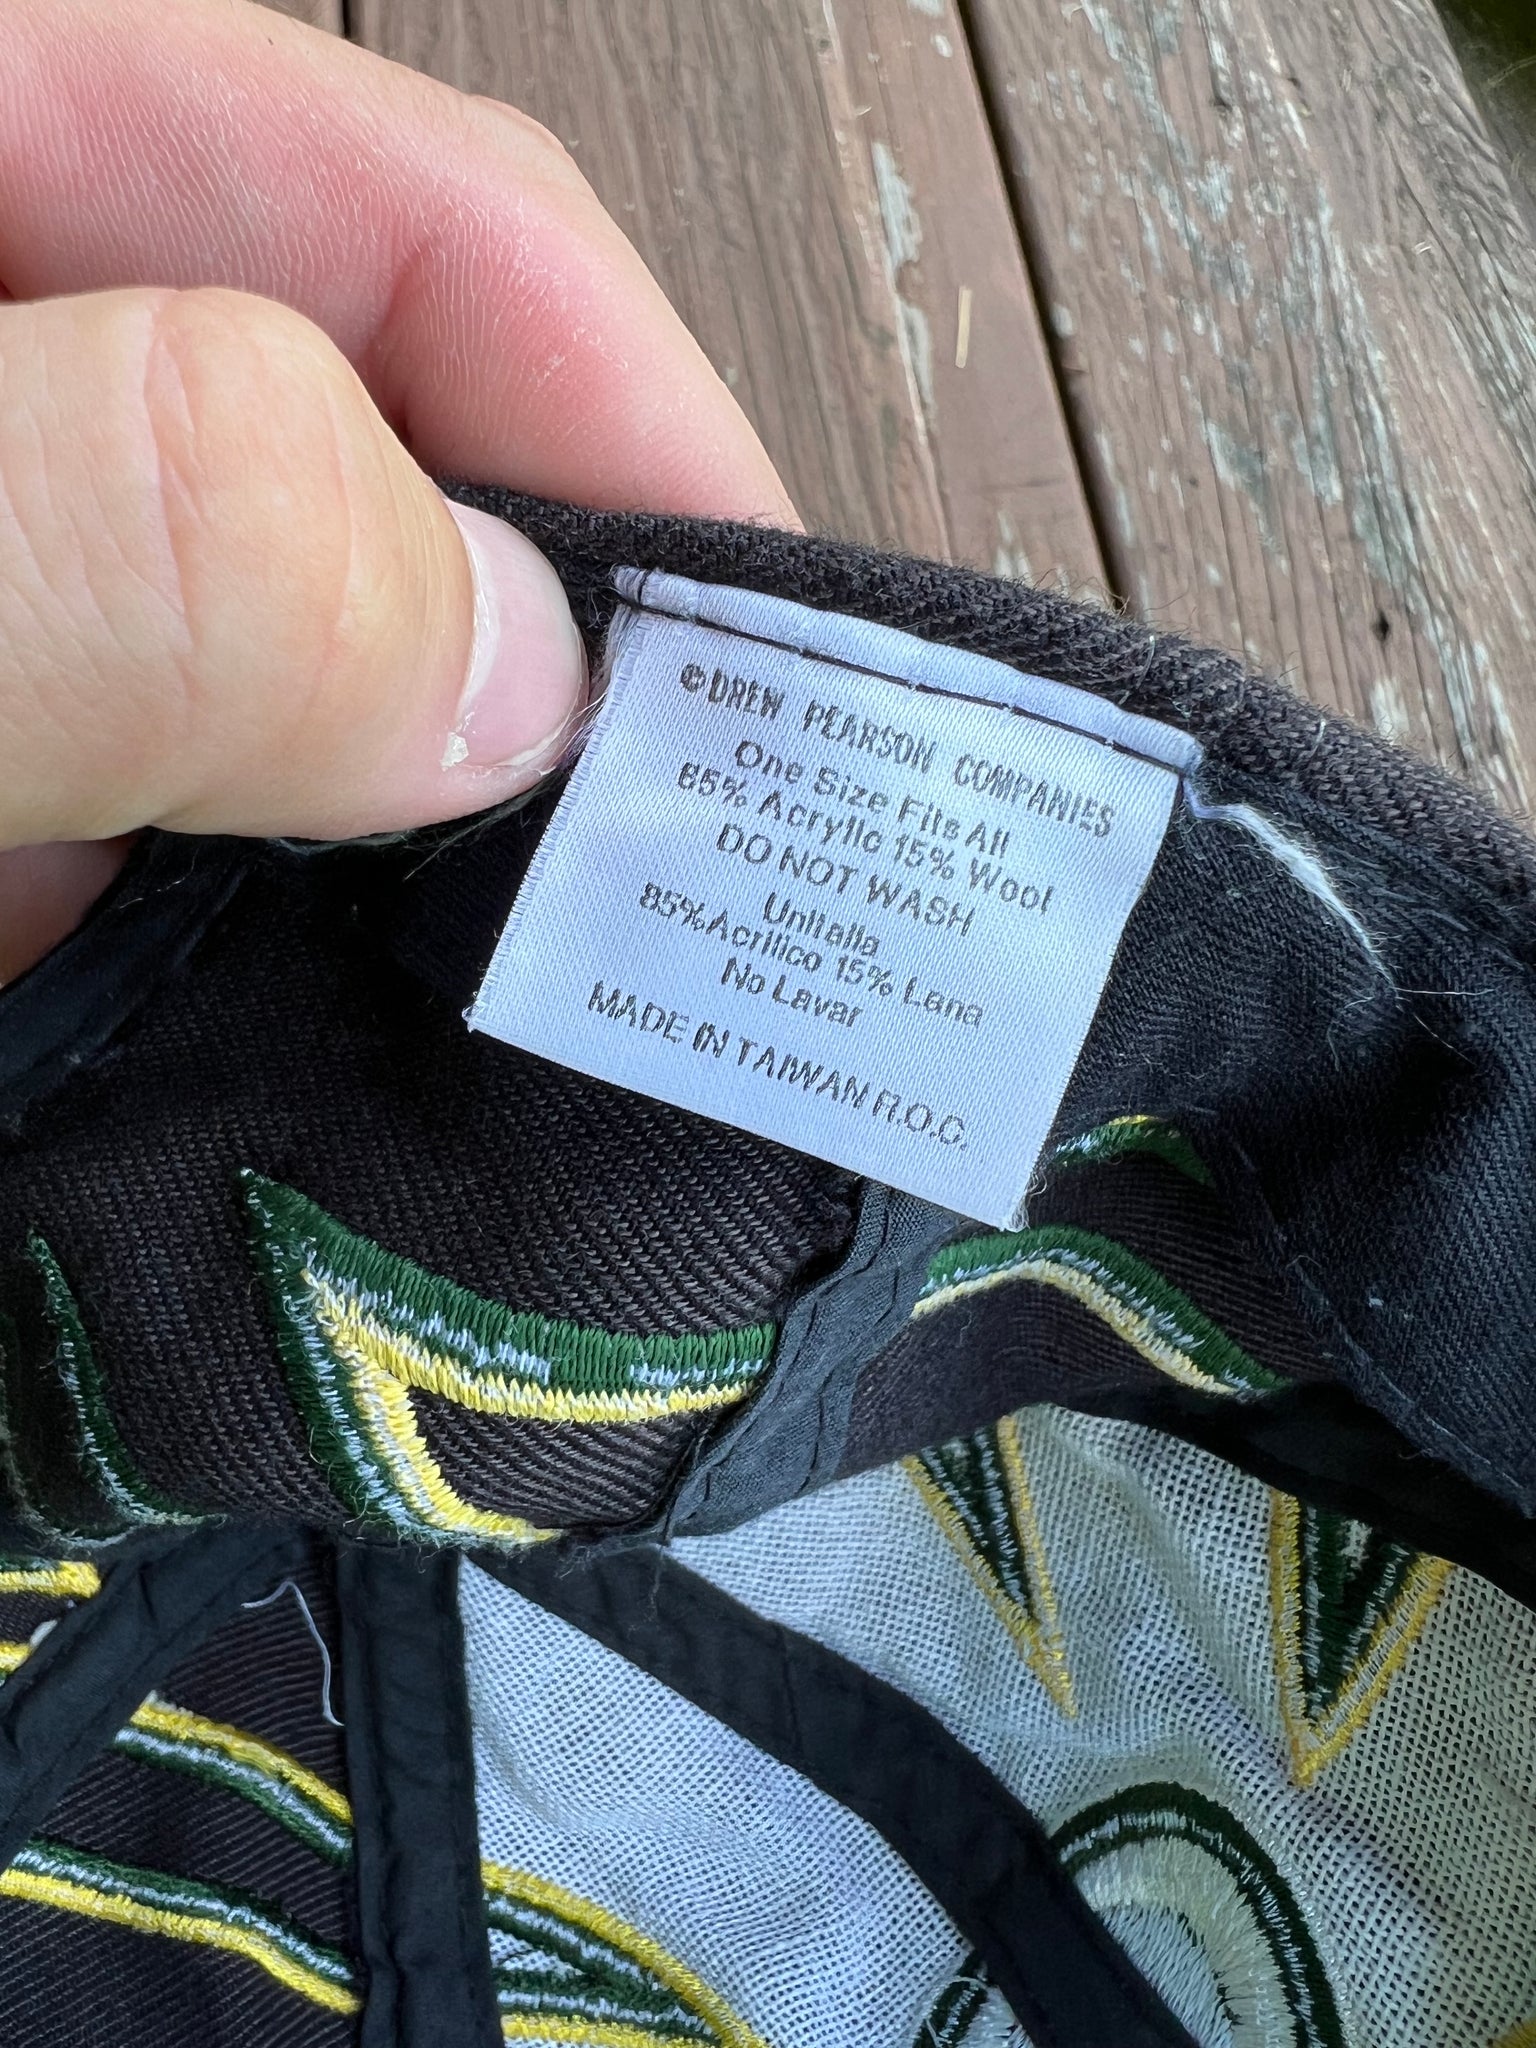 ©DREW PEARSON COMPANIES
One Size Fits All
85% Acrylic 15% Wool
DO NOT WASH
Unitalla
85% Acrilico 15% Lana
No Lavar
MADE IN TAIWAN R.O.C.